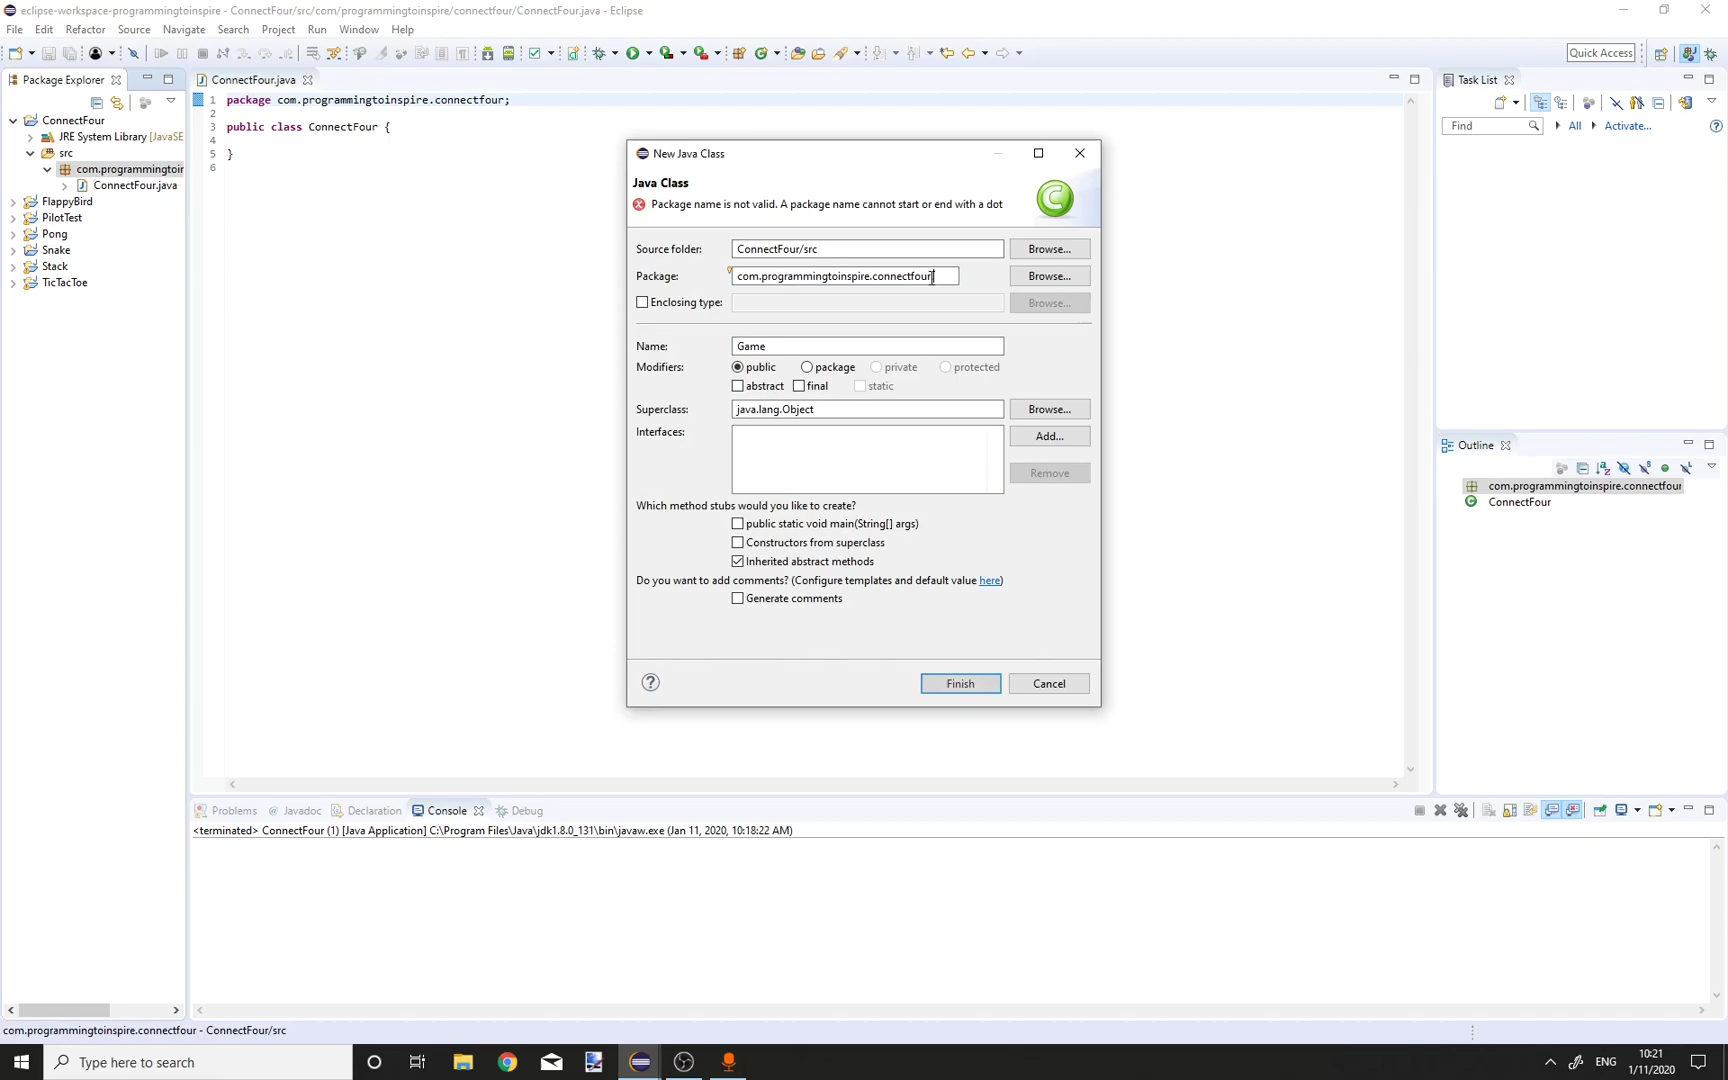 eclipse-workspace-programmingtoinspire - ConnectFour/src/com/programmingtoinspire/connectfour/ConnectFour.java - Eclipse
File Edit Refactor Source Navigate Search Project Run Window Help
Quick Access
Package Explorer
ConnectFour
JRE System Library [JavaSE
src
com.programmingtoin
ConnectFour.java
FlappyBird
PilotTest
Pong
Snake
Stack
TicTacToe
ConnectFour.java
1 package com.programmingtoinspire.connectfour;
2
3 public class ConnectFour {
4
5 }
6
New Java Class
Java Class
Package name is not valid. A package name cannot start or end with a dot
Source folder: ConnectFour/src Browse...
Package: com.programmingtoinspire.connectfour Browse...
Enclosing type: Browse...
Name: Game
Modifiers: public package private protected
abstract final static
Superclass: java.lang.Object Browse...
Interfaces: Add...
Remove
Which method stubs would you like to create?
public static void main(String[] args)
Constructors from superclass
Inherited abstract methods
Do you want to add comments? (Configure templates and default value here)
Generate comments
? Finish Cancel
Task List
Find All Activate... ?
Outline
com.programmingtoinspire.connectfour
ConnectFour
Problems @ Javadoc Declaration Console Debug
<terminated> ConnectFour (1) [Java Application] C:\Program Files\Java\jdk1.8.0_131\bin\javaw.exe (Jan 11, 2020, 10:18:22 AM)
com.programmingtoinspire.connectfour - ConnectFour/src
Type here to search
ENG
10:21
1/11/2020